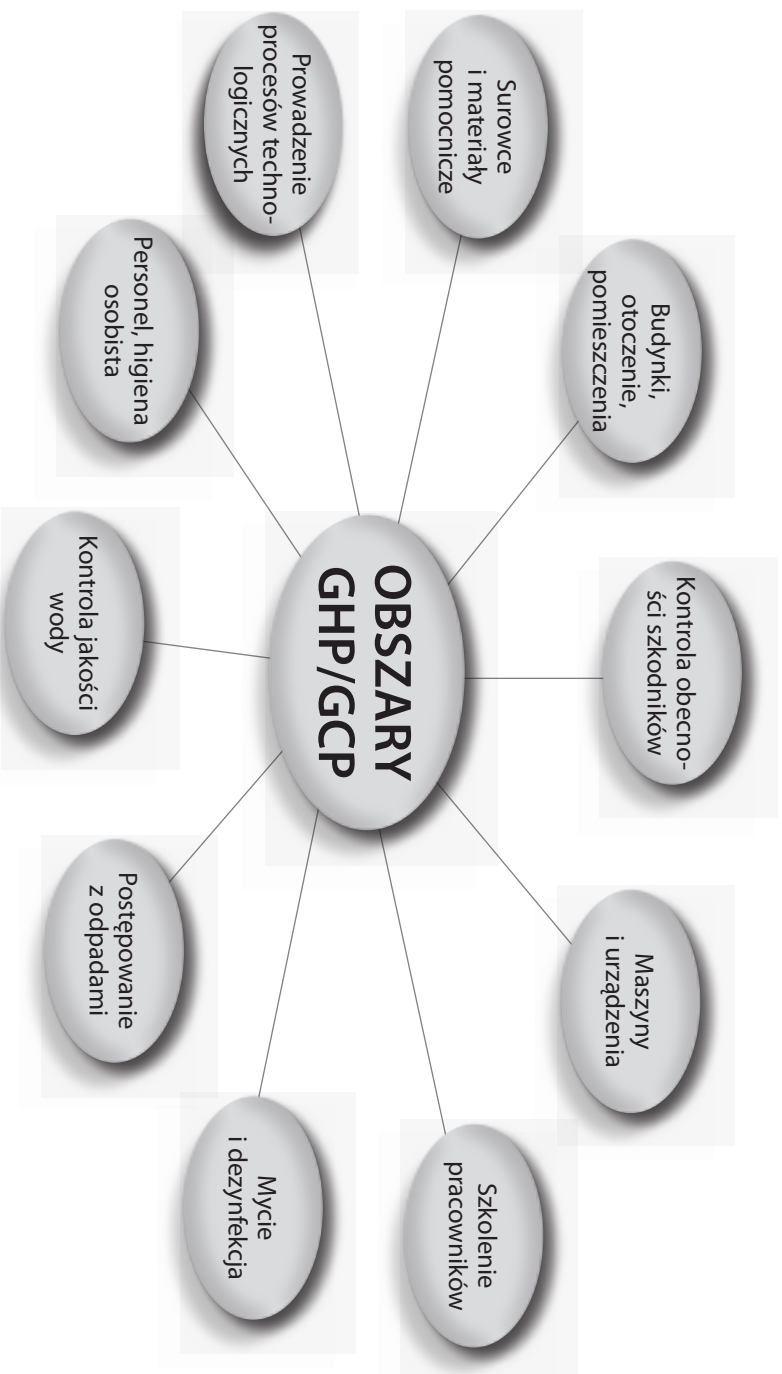 Kontrola obecno-
ści szkodników
Budynki,
otoczenie,
pomieszczenia
Maszyny
i urządzenia
Surowce
i materiały
pomocnicze
Szkolenie
pracowników
OBSZARY
GHP/GCP
Prowadzenie
procesów techno-
logicznych
Mycie
i dezynfekcja
Personel, higiena
osobista
Postępowanie
z odpadami
Kontrola jakości
wody